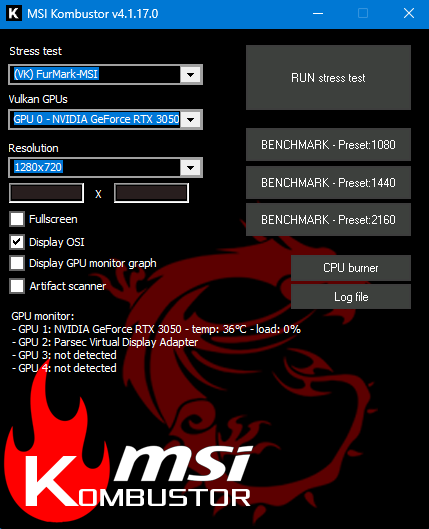 MSI Kombustor v4.1.17.0
Stress test
(VK) FurMark-MSI
RUN stress test
Vulkan GPUs
GPU 0 - NVIDIA GeForce RTX 3050
BENCHMARK - Preset:1080
Resolution
1280x720
BENCHMARK - Preset:1440
X
BENCHMARK - Preset:2160
Fullscreen
Display OSI
Display GPU monitor graph
CPU burner
Artifact scanner
Log file
GPU monitor:
- GPU 1: NVIDIA GeForce RTX 3050 - temp: 36°C - load: 0%
- GPU 2: Parsec Virtual Display Adapter
- GPU 3: not detected
- GPU 4: not detected
msi
KOMBUSTOR